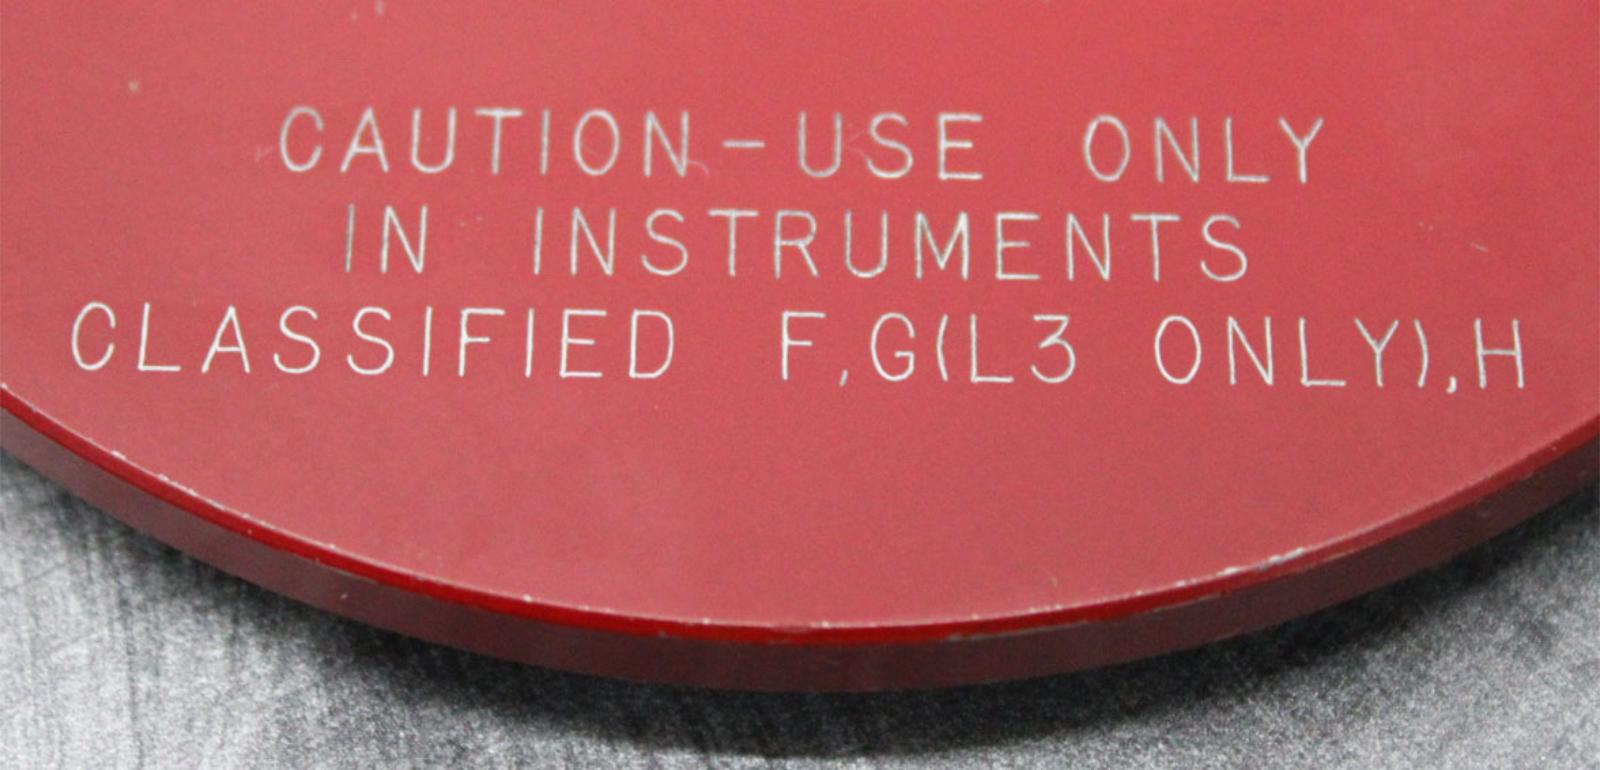 CAUTION-USE ONLY
IN INSTRUMENTS
CLASSIFIED F,G(L3 ONLY),H